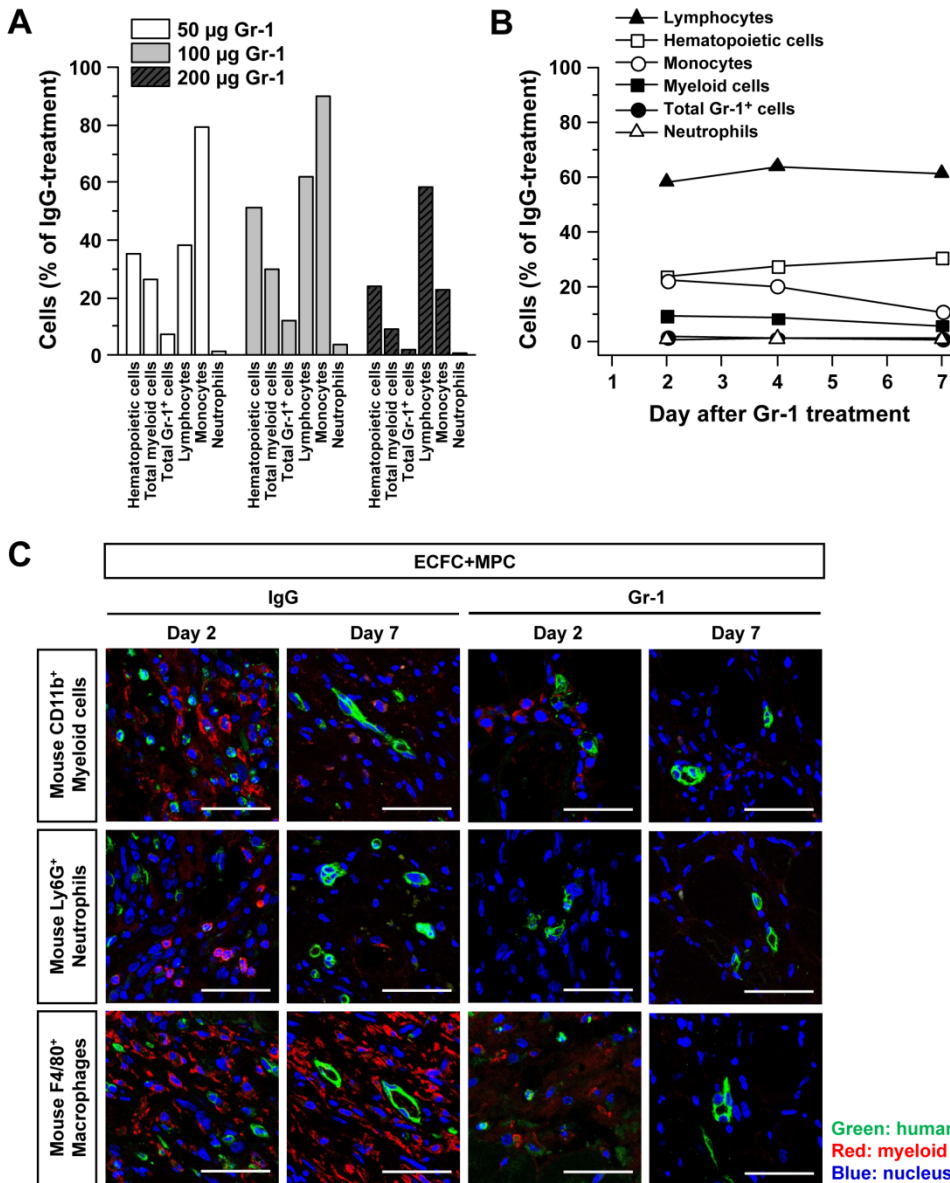 A
50 µg Gr-1
100 µg Gr-1
200 µg Gr-1
Cells (% of IgG-treatment)
100
80
60
40
20
0
Hematopoietic cells
Total myeloid cells
Total Gr-1+ cells
Lymphocytes
Monocytes
Neutrophils
Hematopoietic cells
Total myeloid cells
Total Gr-1+ cells
Lymphocytes
Monocytes
Neutrophils
Hematopoietic cells
Total myeloid cells
Total Gr-1+ cells
Lymphocytes
Monocytes
Neutrophils
B
Lymphocytes
Hematopoietic cells
Monocytes
Myeloid cells
Total Gr-1+ cells
Neutrophils
Cells (% of IgG-treatment)
100
80
60
40
20
0
1 2 3 4 5 6 7
Day after Gr-1 treatment
C
ECFC+MPC
IgG Gr-1
Day 2 Day 7 Day 2 Day 7
Mouse CD11b+
Myeloid cells
Mouse Ly6G+
Neutrophils
Mouse F4/80+
Macrophages
Green: human
Red: myeloid
Blue: nucleus